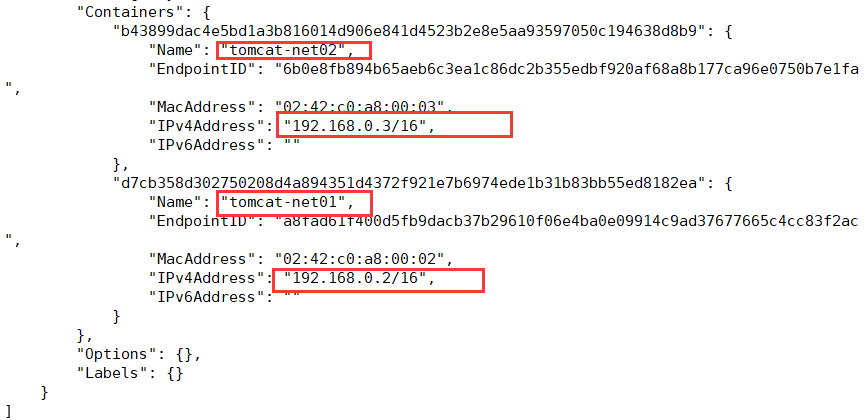 "Containers": {
"b43899dac4e5bd1a3b816014d906e841d4523b2e8e5aa93597050c194638d8b9": {
"Name": "tomcat-net02",
"EndpointID": "6b0e8fb894b65aeb6c3ea1c86dc2b355edbf920af68a8b177ca96e0750b7e1fa
",
"MacAddress": "02:42:c0:a8:00:03",
"IPv4Address": "192.168.0.3/16",
"IPv6Address": ""
},
"d7cb358d302750208d4a894351d4372f921e7b6974ede1b31b83bb55ed8182ea": {
"Name": "tomcat-net01",
"EndpointID": "a8fad61f400d5fb9dacb37b29610f06e4ba0e09914c9ad37677665c4cc83f2ac
",
"MacAddress": "02:42:c0:a8:00:02",
"IPv4Address": "192.168.0.2/16",
"IPv6Address": ""
}
},
"Options": {},
"Labels": {}
}
]